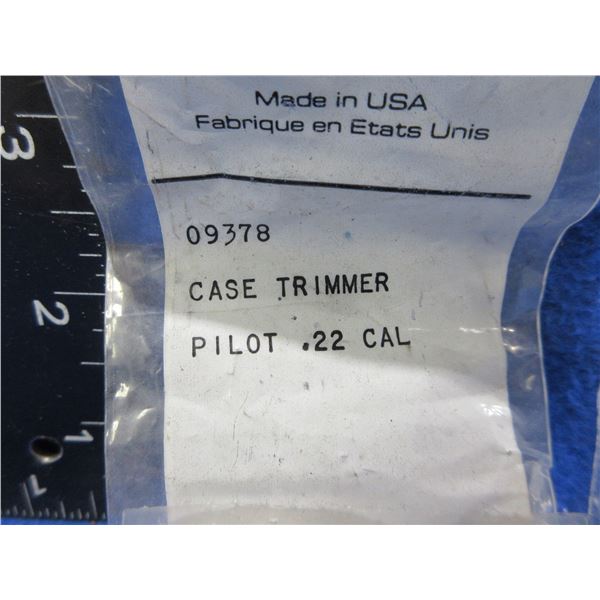 Made in USA
Fabrique en Etats Unis
09378
CASE TRIMMER
PILOT .22 CAL
3
2
1